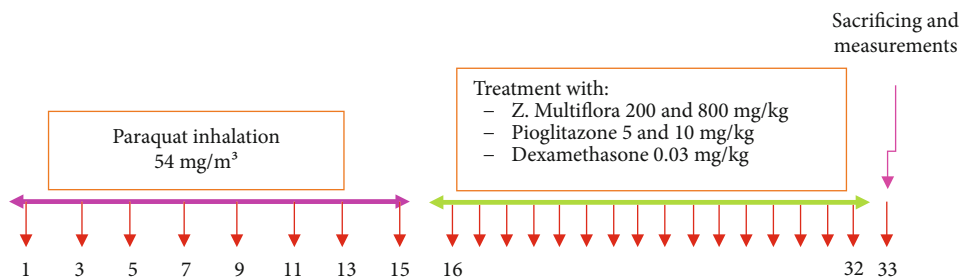 Sacrificing and
measurements
Paraquat inhalation
54 mg/m³
Treatment with:
– Z. Multiflora 200 and 800 mg/kg
– Pioglitazone 5 and 10 mg/kg
– Dexamethasone 0.03 mg/kg
1 3 5 7 9 11 13 15 16 32 33